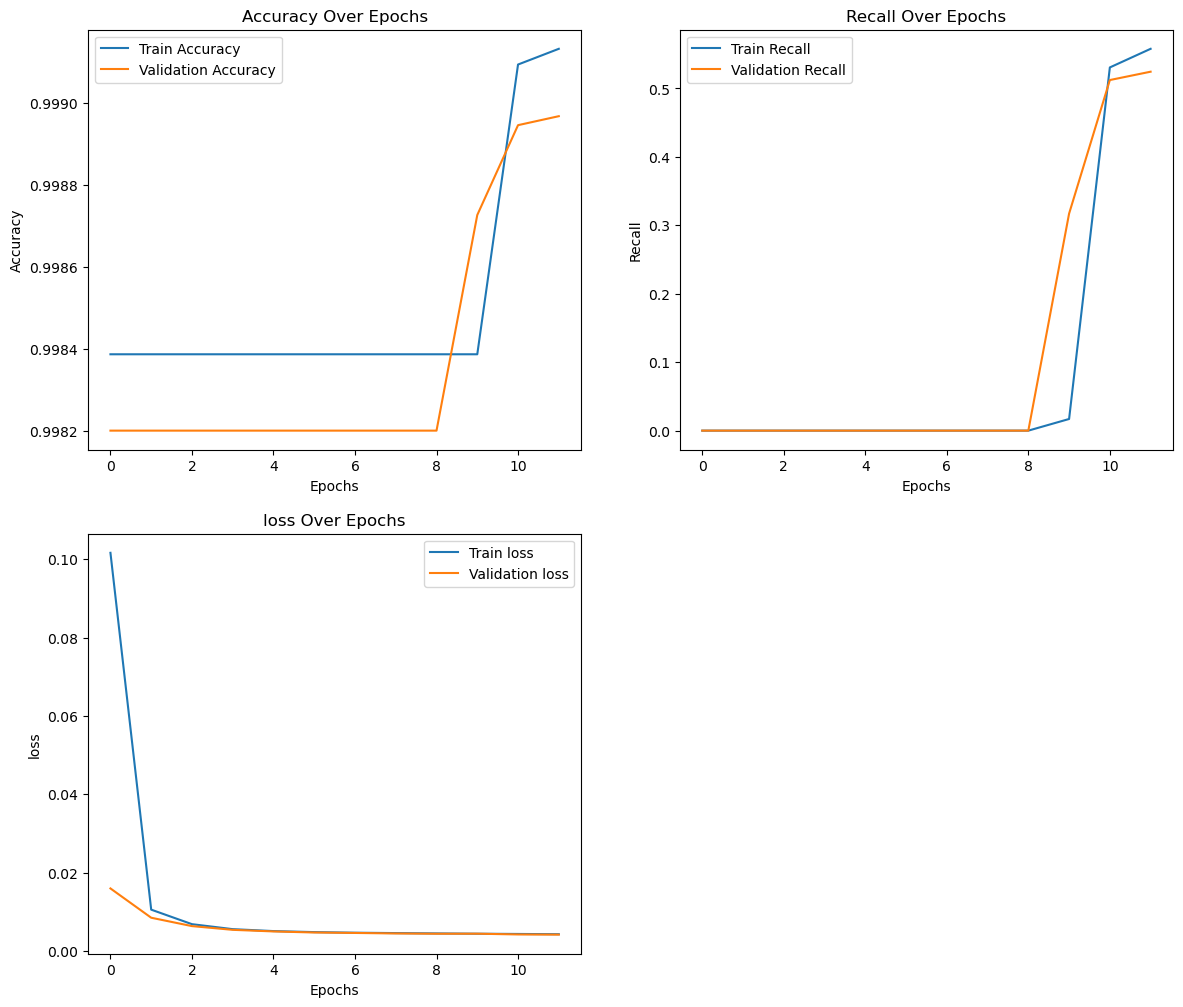 Accuracy Over Epochs
Train Accuracy
Validation Accuracy
0.9990
0.9988
0.9986
0.9984
0.9982
Accuracy
0 2 4 6 8 10
Epochs
Recall Over Epochs
Train Recall
Validation Recall
0.5
0.4
0.3
0.2
0.1
0.0
Recall
0 2 4 6 8 10
Epochs
loss Over Epochs
Train loss
Validation loss
0.10
0.08
0.06
0.04
0.02
0.00
loss
0 2 4 6 8 10
Epochs